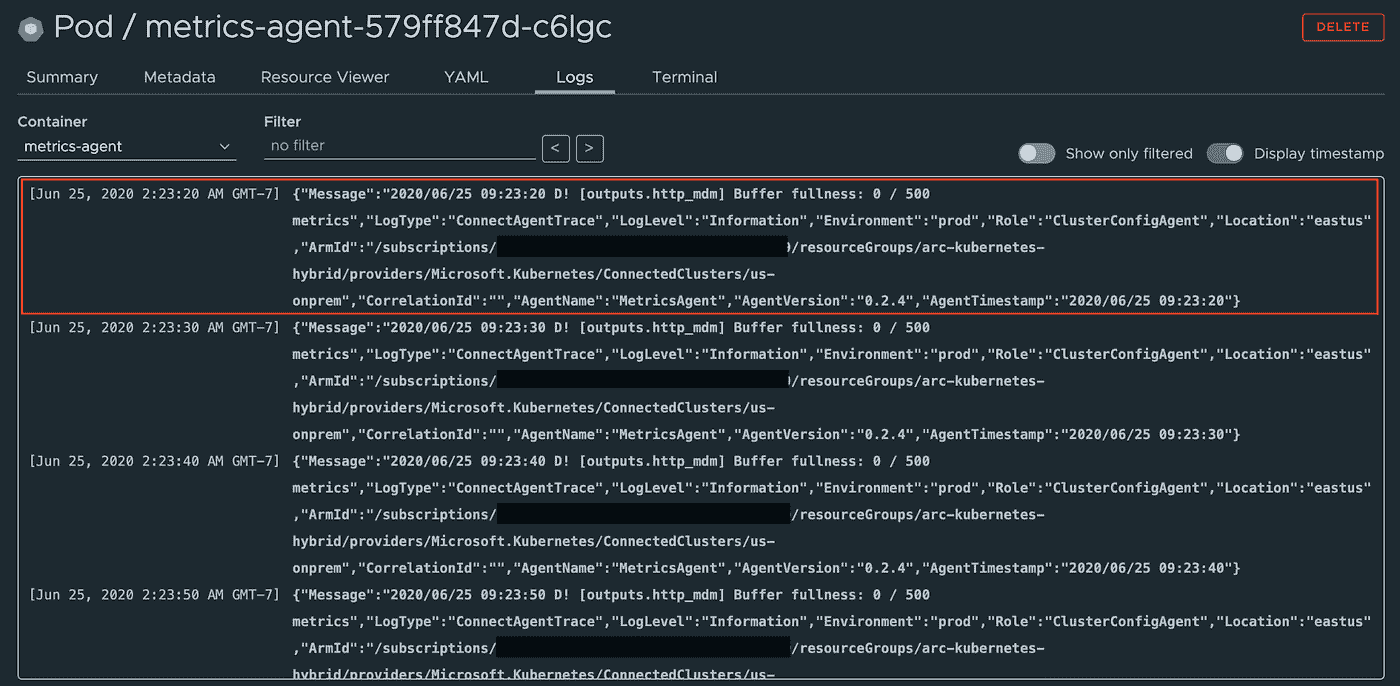 Pod / metrics-agent-579ff847d-c6lgc
DELETE
Summary Metadata Resource Viewer YAML Logs Terminal
Container Filter
metrics-agent no filter < > Show only filtered Display timestamp
[Jun 25, 2020 2:23:20 AM GMT-7] {"Message":"2020/06/25 09:23:20 D! [outputs.http_mdm] Buffer fullness: 0 / 500
metrics","LogType":"ConnectAgentTrace","LogLevel":"Information","Environment":"prod","Role":"ClusterConfigAgent","Location":"eastus"
,"ArmId":"/subscriptions/ /resourceGroups/arc-kubernetes-
hybrid/providers/Microsoft.Kubernetes/ConnectedClusters/us-
onprem","CorrelationId":"","AgentName":"MetricsAgent","AgentVersion":"0.2.4","AgentTimestamp":"2020/06/25 09:23:20"}
[Jun 25, 2020 2:23:30 AM GMT-7] {"Message":"2020/06/25 09:23:30 D! [outputs.http_mdm] Buffer fullness: 0 / 500
metrics","LogType":"ConnectAgentTrace","LogLevel":"Information","Environment":"prod","Role":"ClusterConfigAgent","Location":"eastus"
,"ArmId":"/subscriptions/ /resourceGroups/arc-kubernetes-
hybrid/providers/Microsoft.Kubernetes/ConnectedClusters/us-
onprem","CorrelationId":"","AgentName":"MetricsAgent","AgentVersion":"0.2.4","AgentTimestamp":"2020/06/25 09:23:30"}
[Jun 25, 2020 2:23:40 AM GMT-7] {"Message":"2020/06/25 09:23:40 D! [outputs.http_mdm] Buffer fullness: 0 / 500
metrics","LogType":"ConnectAgentTrace","LogLevel":"Information","Environment":"prod","Role":"ClusterConfigAgent","Location":"eastus"
,"ArmId":"/subscriptions/ /resourceGroups/arc-kubernetes-
hybrid/providers/Microsoft.Kubernetes/ConnectedClusters/us-
onprem","CorrelationId":"","AgentName":"MetricsAgent","AgentVersion":"0.2.4","AgentTimestamp":"2020/06/25 09:23:40"}
[Jun 25, 2020 2:23:50 AM GMT-7] {"Message":"2020/06/25 09:23:50 D! [outputs.http_mdm] Buffer fullness: 0 / 500
metrics","LogType":"ConnectAgentTrace","LogLevel":"Information","Environment":"prod","Role":"ClusterConfigAgent","Location":"eastus"
,"ArmId":"/subscriptions/ /resourceGroups/arc-kubernetes-
hybrid/providers/Microsoft.Kubernetes/ConnectedClusters/us-